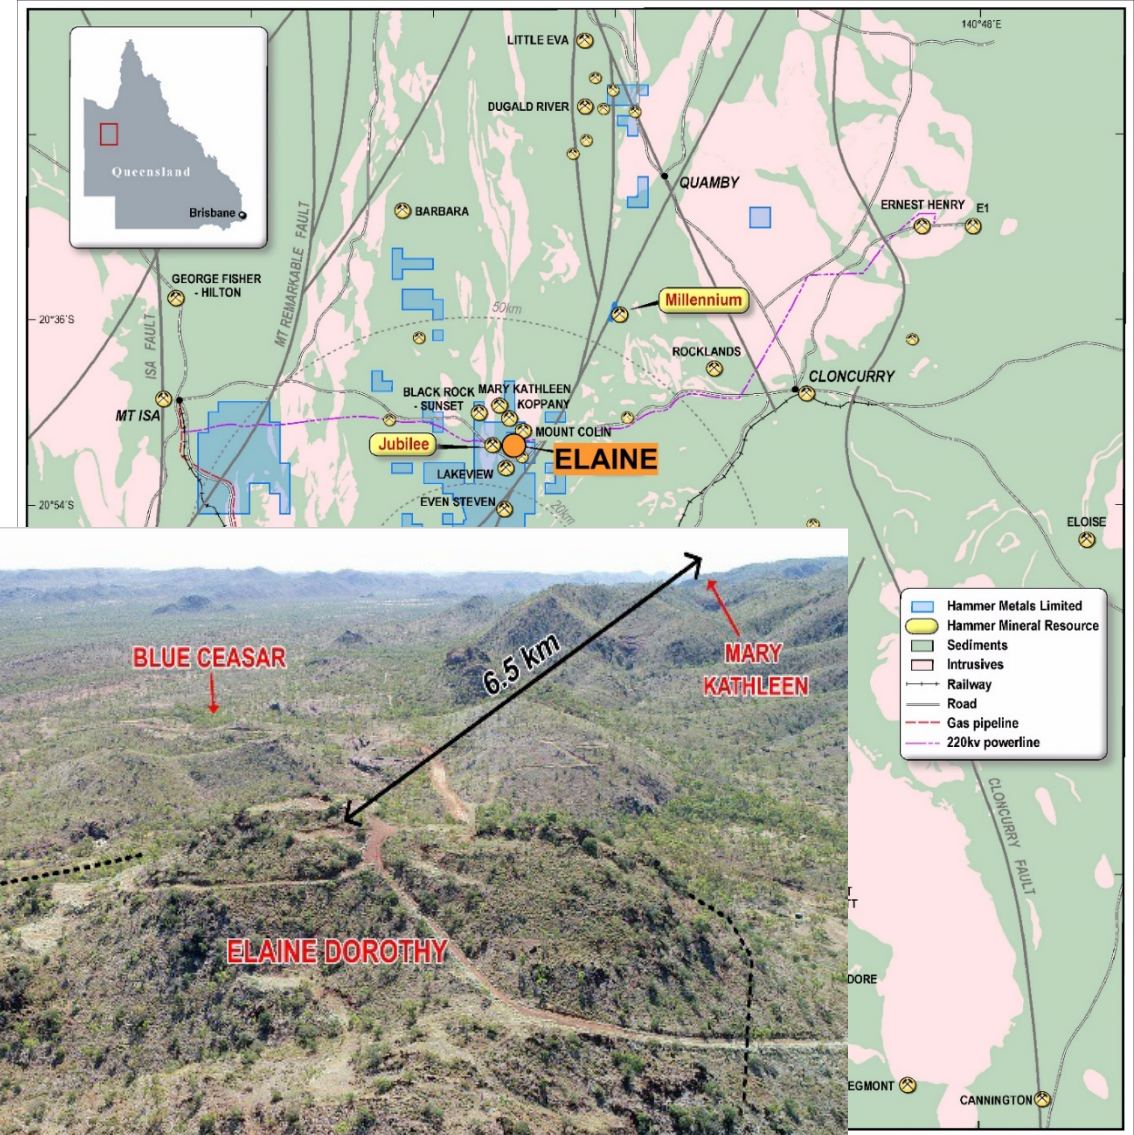 140°48'E
LITTLE EVA
DUGALD RIVER
Queensland
Brisbane
QUAMBY
BARBARA
ERNEST HENRY
E1
MT REMARKABLE FAULT
GEORGE FISHER
- HILTON
Millennium
50km
20°36'S
ISA FAULT
ROCKLANDS
CLONCURRY
BLACK ROCK
- SUNSET
MARY KATHLEEN
KOPPANY
MT ISA
MOUNT COLIN
Jubilee
ELAINE
LAKEVIEW
EVEN STEVEN
20km
20°54'S
ELOISE
Hammer Metals Limited
Hammer Mineral Resource
Sediments
Intrusives
Railway
Road
Gas pipeline
220kv powerline
6.5 km
BLUE CEASAR
MARY
KATHLEEN
CLONCURRY FAULT
T
TT
ELAINE DOROTHY
DORE
EGMONT
CANNINGTON